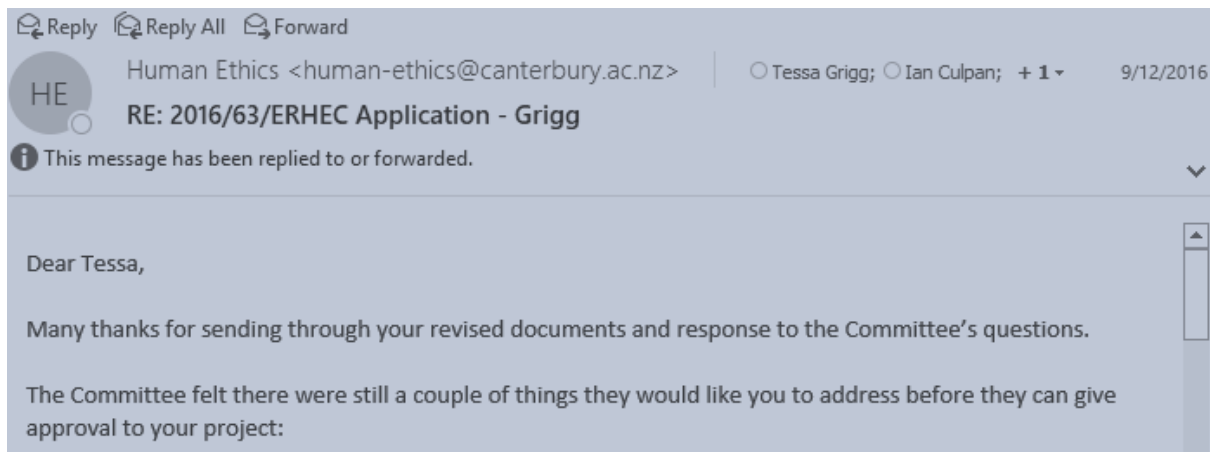 Reply Reply All Forward
HE
Human Ethics <human-ethics@canterbury.ac.nz> Tessa Grigg; Ian Culpan; + 1 9/12/2016
RE: 2016/63/ERHEC Application - Grigg
This message has been replied to or forwarded.
Dear Tessa,
Many thanks for sending through your revised documents and response to the Committee’s questions.
The Committee felt there were still a couple of things they would like you to address before they can give
approval to your project: